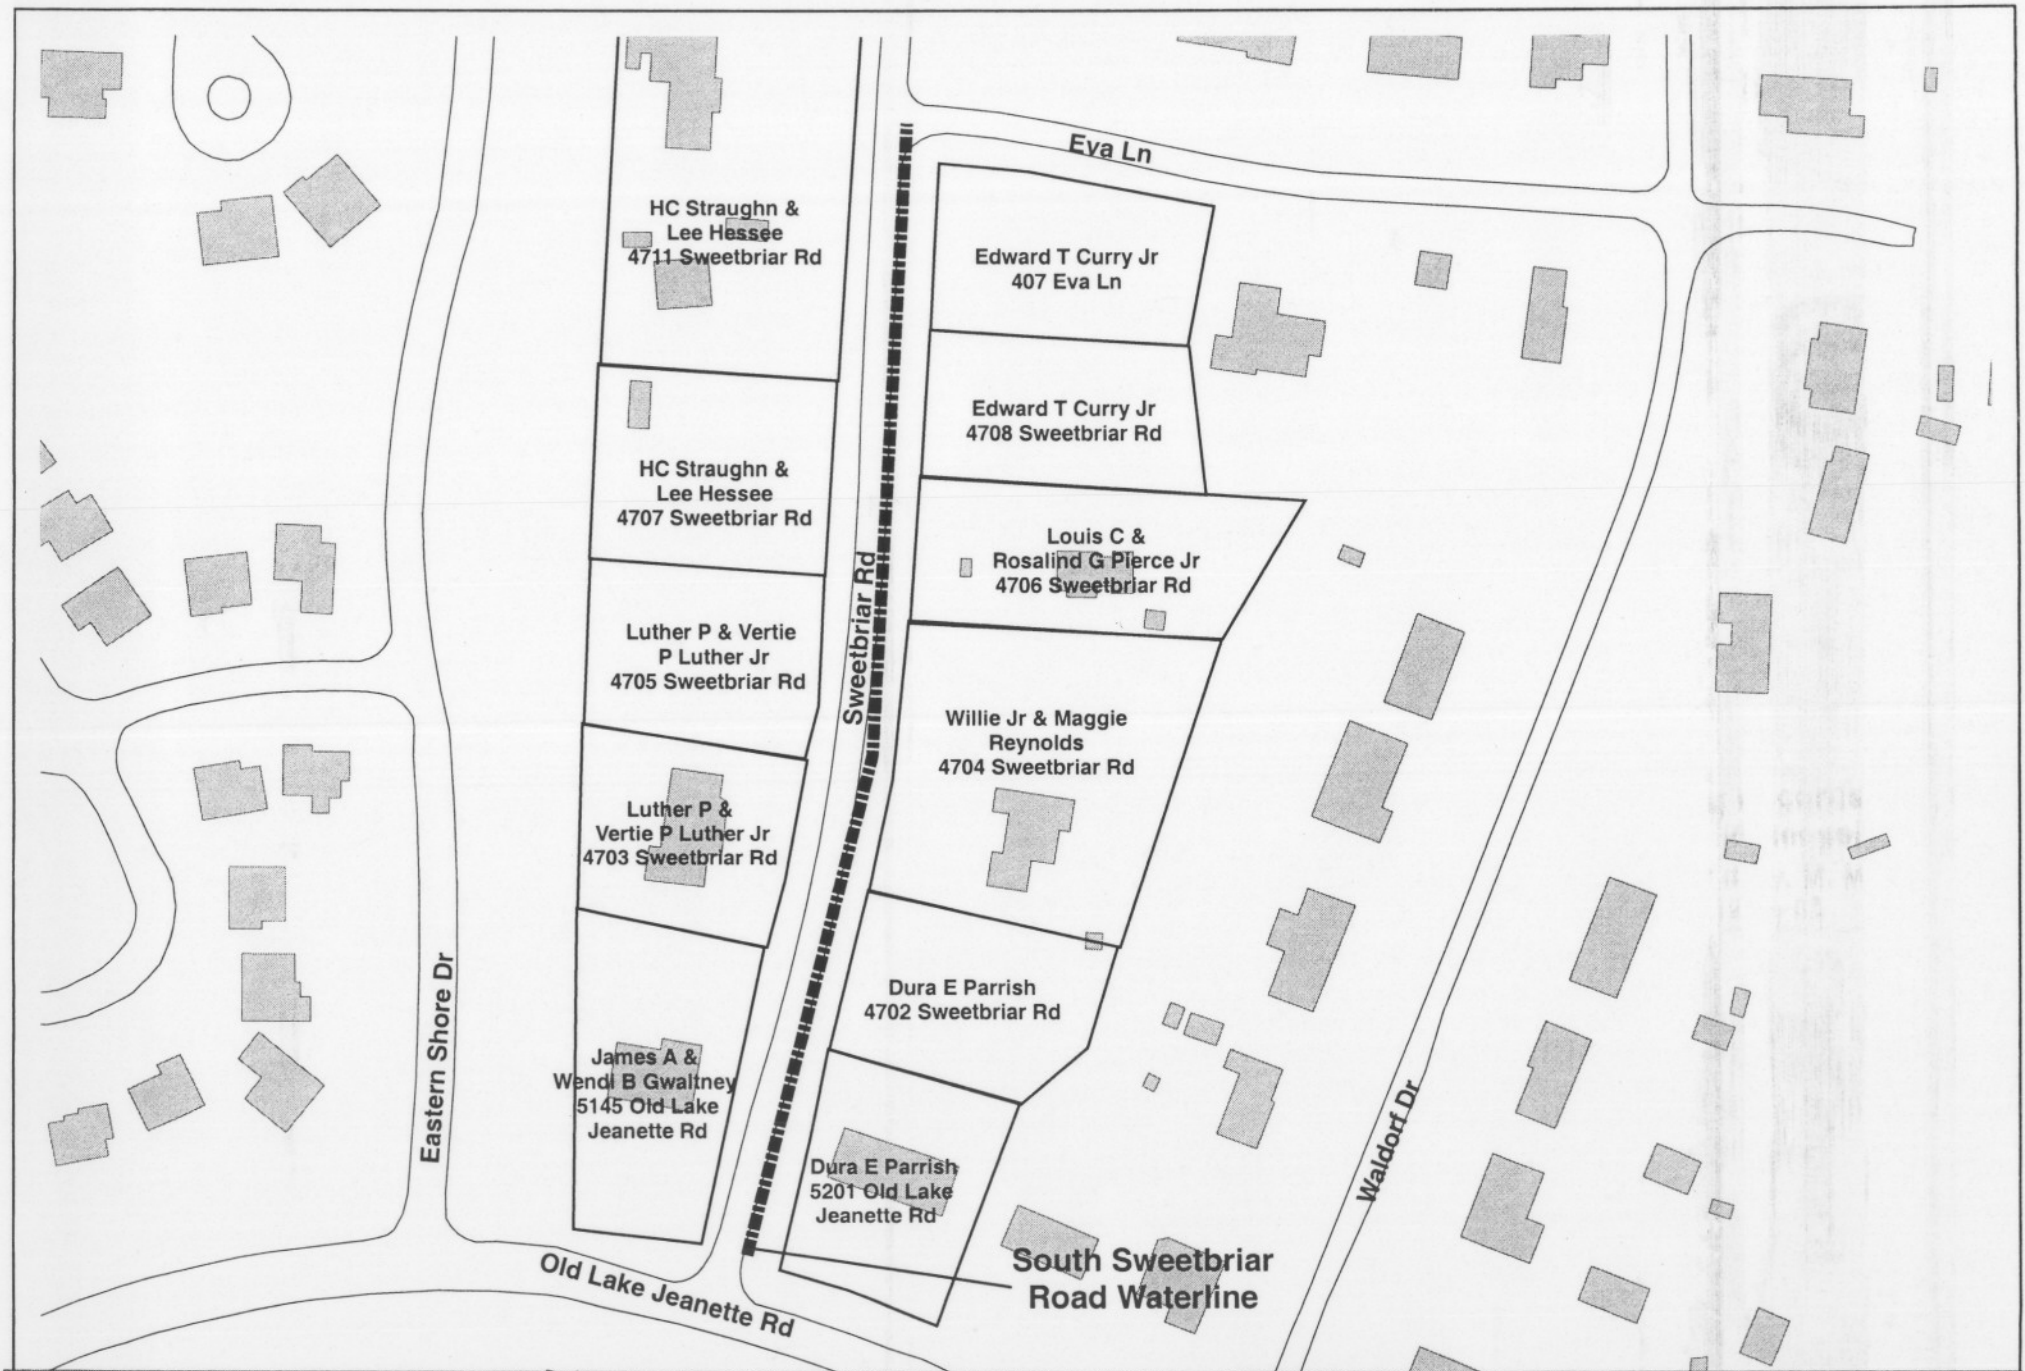 Eva Ln
HC Straughn &
Lee Hessee
4711 Sweetbriar Rd
Edward T Curry Jr
407 Eva Ln
Edward T Curry Jr
4708 Sweetbriar Rd
HC Straughn &
Lee Hessee
4707 Sweetbriar Rd
Louis C &
Rosalind G Pierce Jr
4706 Sweetbriar Rd
Sweetbriar Rd
Luther P & Vertie
P Luther Jr
4705 Sweetbriar Rd
Willie Jr & Maggie
Reynolds
4704 Sweetbriar Rd
Luther P &
Vertie P Luther Jr
4703 Sweetbriar Rd
Dura E Parrish
4702 Sweetbriar Rd
Eastern Shore Dr
James A &
Wendi B Gwaltney
5145 Old Lake
Jeanette Rd
Waldorf Dr
Dura E Parrish
5201 Old Lake
Jeanette Rd
South Sweetbriar
Road Waterline
Old Lake Jeanette Rd